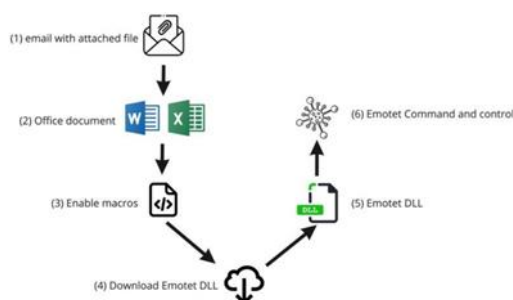 (1) email with attached file
(2) Office document
W
X
(6) Emotet Command and control
(3) Enable macros
</>
DLL
(5) Emotet DLL
(4) Download Emotet DLL